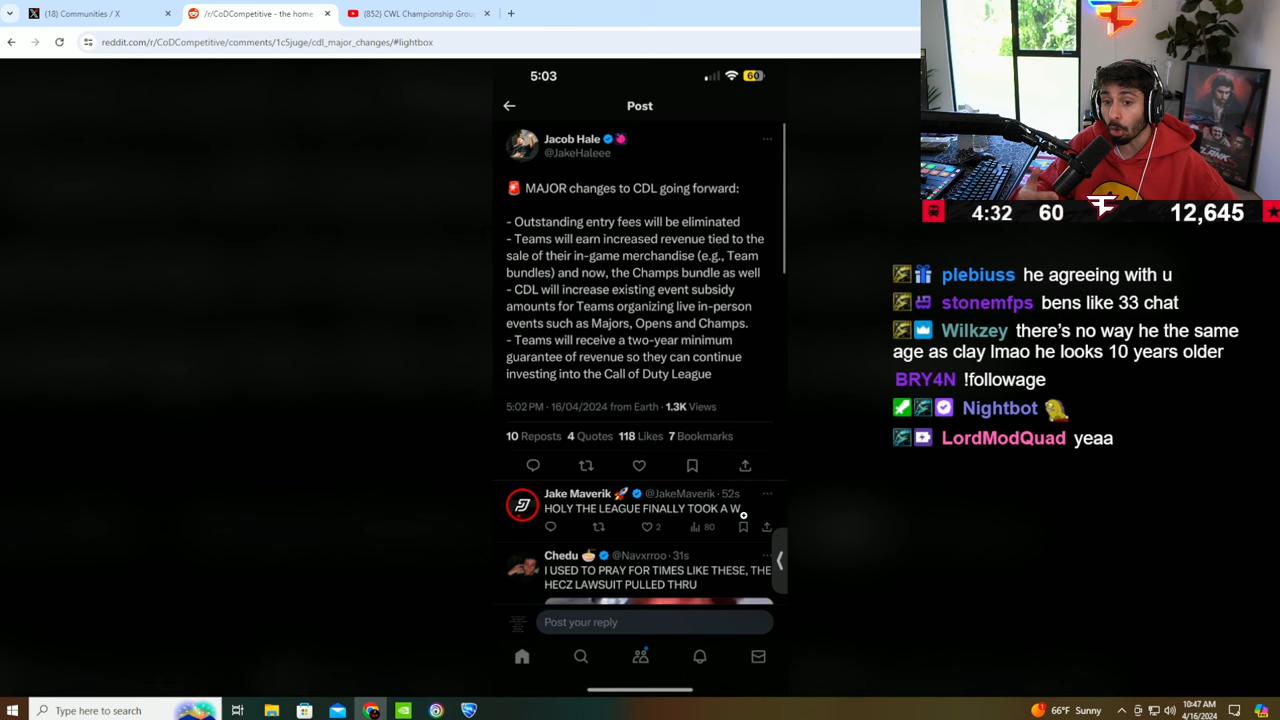 (18) Communities / X
/r/CoDCompetitive - the home
(852) CWL Championship Grou
reddit.com/r/CoDCompetitive/comments/1c5juge/cdl_major_changes/#lightbox
5:03
60
Post
Jacob Hale
@JakeHaleee
🚨 MAJOR changes to CDL going forward:
- Outstanding entry fees will be eliminated
- Teams will earn increased revenue tied to the
sale of their in-game merchandise (e.g., Team
bundles) and now, the Champs bundle as well
- CDL will increase existing event subsidy
amounts for Teams organizing live in-person
events such as Majors, Opens and Champs.
- Teams will receive a two-year minimum
guarantee of revenue so they can continue
investing into the Call of Duty League
5:02 PM · 16/04/2024 from Earth · 1.3K Views
10 Reposts 4 Quotes 118 Likes 7 Bookmarks
Jake Maverik 🚀 @JakeMaverik · 52s
HOLY THE LEAGUE FINALLY TOOK A W
2
80
Chedu 🍜 @Navxrroo · 31s
I USED TO PRAY FOR TIMES LIKE THESE, THE
HECZ LAWSUIT PULLED THRU
Post your reply
4:32
60
12,645
plebiuss he agreeing with u
stonemfps bens like 33 chat
Wilkzey there's no way he the same
age as clay lmao he looks 10 years older
BRY4N !followage
Nightbot
LordModQuad yeaa
Type here to search
66°F Sunny
10:47 AM
4/16/2024